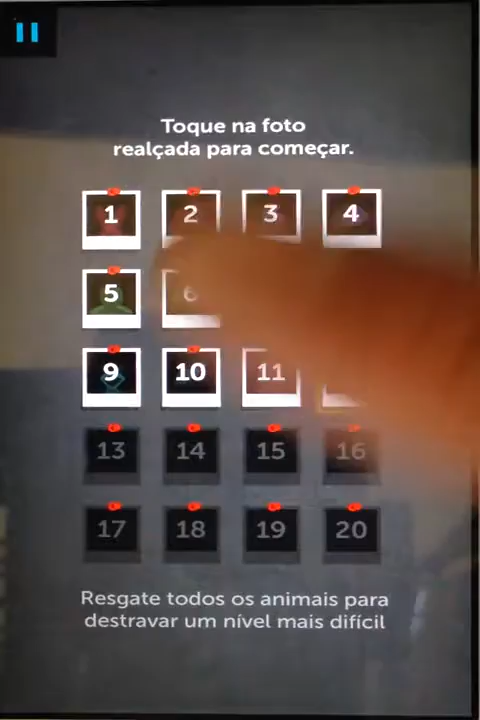 Toque na foto
realçada para começar.
1 2 3 4
5 6
9 10 11
13 14 15 16
17 18 19 20
Resgate todos os animais para
destravar um nível mais difícil